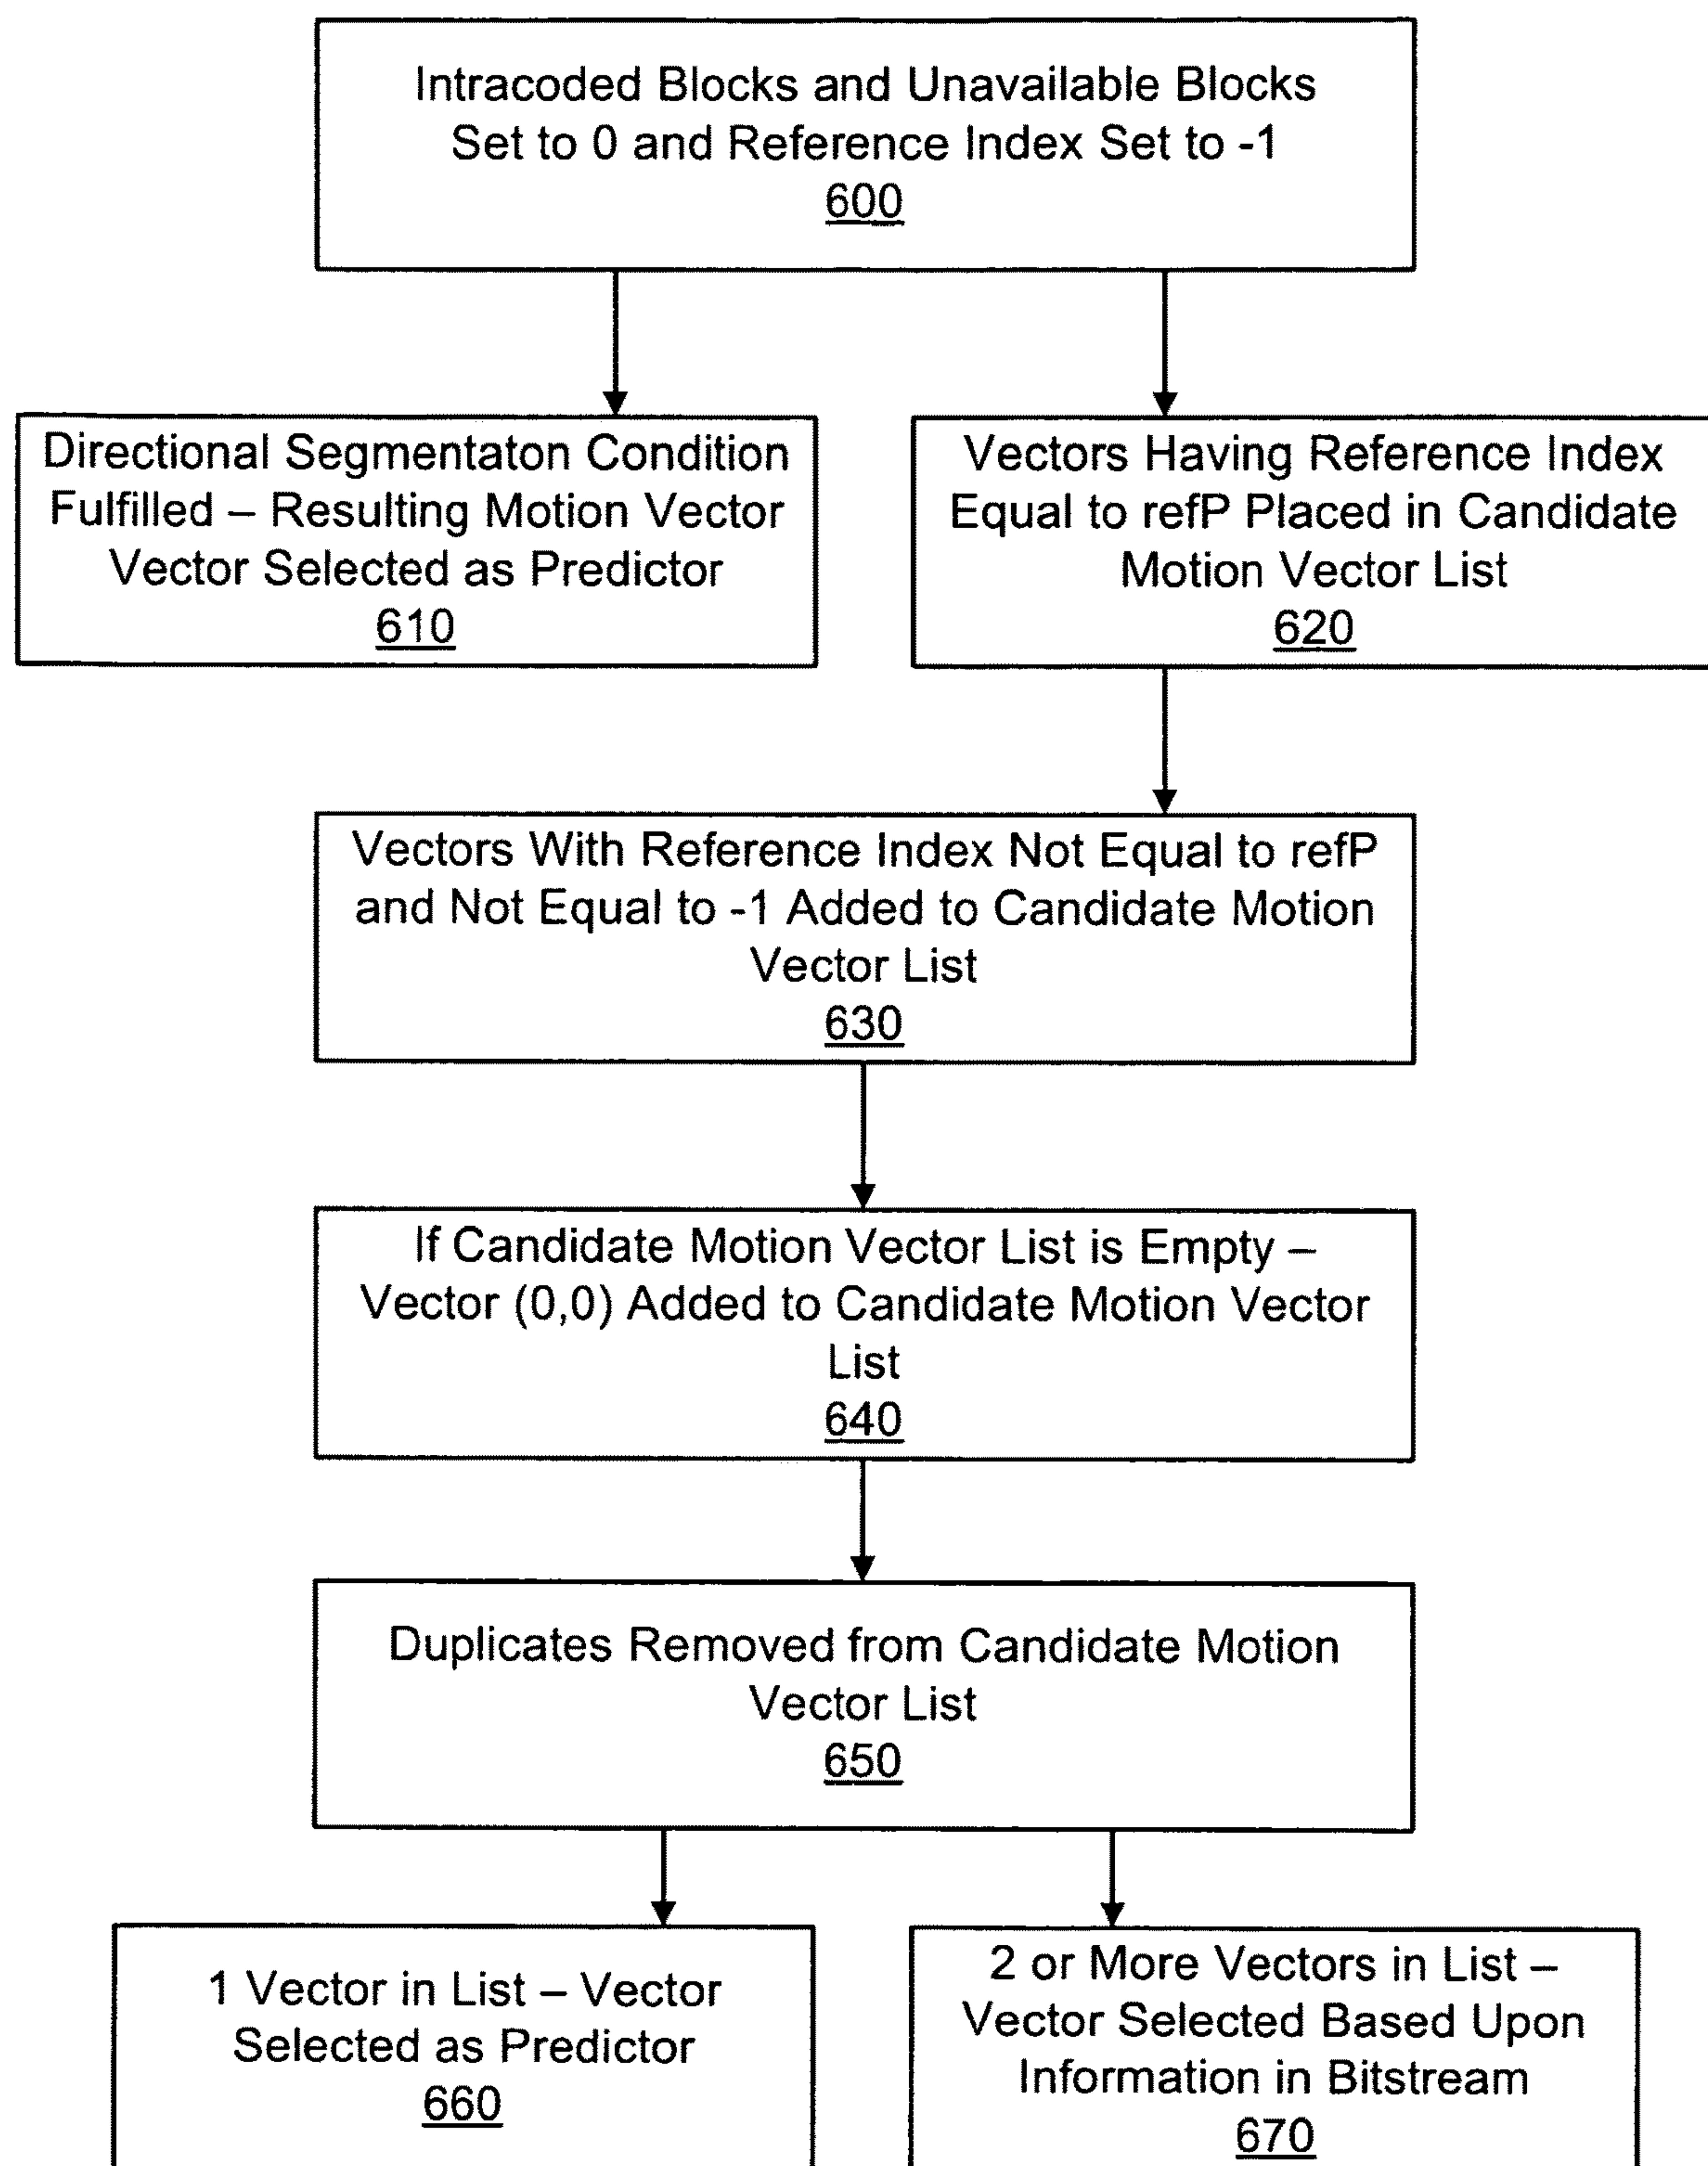 Intracoded Blocks and Unavailable Blocks
Set to 0 and Reference Index Set to -1
600
Directional Segmentaton Condition
Fulfilled – Resulting Motion Vector
Vector Selected as Predictor
610
Vectors Having Reference Index
Equal to refP Placed in Candidate
Motion Vector List
620
Vectors With Reference Index Not Equal to refP
and Not Equal to -1 Added to Candidate Motion
Vector List
630
If Candidate Motion Vector List is Empty –
Vector (0,0) Added to Candidate Motion Vector
List
640
Duplicates Removed from Candidate Motion
Vector List
650
1 Vector in List – Vector
Selected as Predictor
660
2 or More Vectors in List –
Vector Selected Based Upon
Information in Bitstream
670